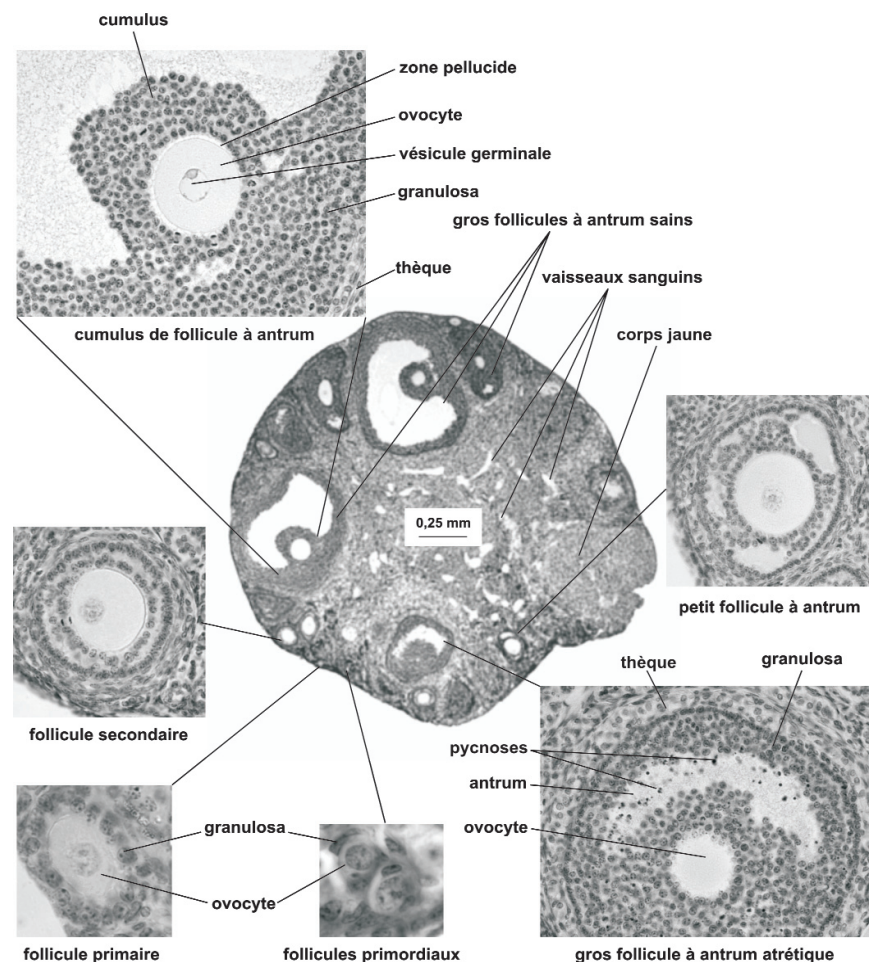 cumulus
zone pellucide
ovocyte
vésicule germinale
granulosa
gros follicules à antrum sains
thèque
vaisseaux sanguins
cumulus de follicule à antrum
corps jaune
0,25 mm
petit follicule à antrum
thèque
granulosa
follicule secondaire
pycnoses
antrum
granulosa
ovocyte
ovocyte
follicule primaire
follicules primordiaux
gros follicule à antrum atrétique